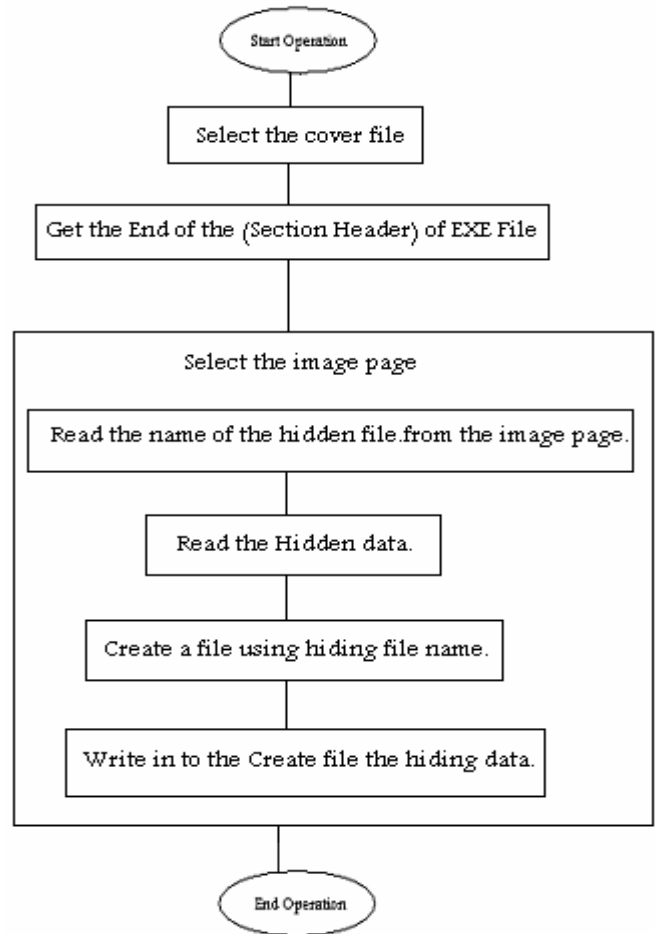 Start Operation
Select the cover file
Get the End of the (Section Header) of EXE File
Select the image page
Read the name of the hidden file.from the image page.
Read the Hidden data.
Create a file using hiding file name.
Write in to the Create file the hiding data.
End Operation